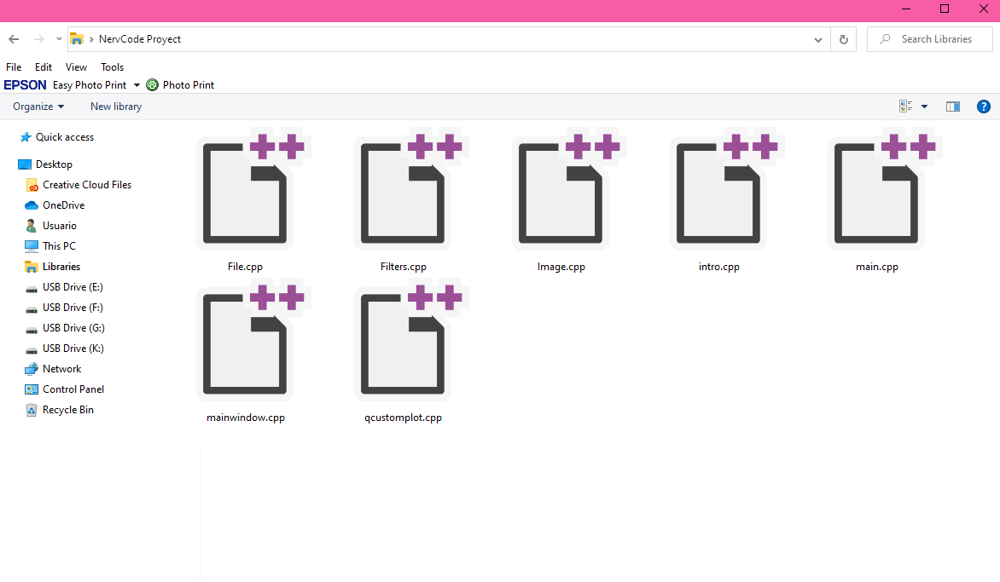 NervCode Proyect
Search Libraries
File Edit View Tools
EPSON Easy Photo Print Photo Print
Organize New library
?
Quick access
Desktop
Creative Cloud Files
OneDrive
Usuario
This PC
Libraries
USB Drive (E:)
USB Drive (F:)
USB Drive (G:)
USB Drive (K:)
Network
Control Panel
Recycle Bin
File.cpp Filters.cpp Image.cpp intro.cpp main.cpp
mainwindow.cpp qcustomplot.cpp